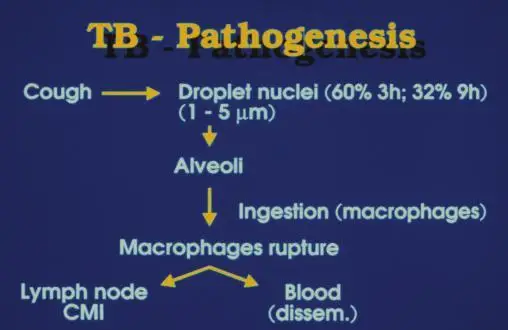 TB - Pathogenesis
Cough
Droplet nuclei (60% 3h; 32% 9h)
(1 - 5 μm)
Alveoli
Ingestion (macrophages)
Macrophages rupture
Lymph node
CMI
Blood
(dissem.)